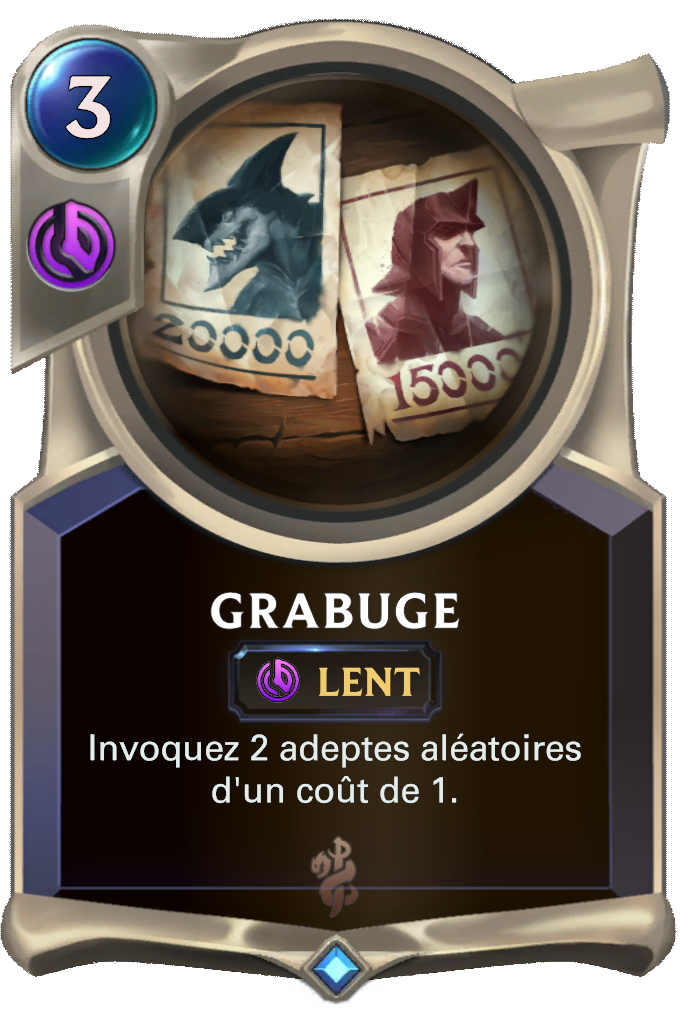 3
20000
15000
GRABUGE
LENT
Invoquez 2 adeptes aléatoires
d'un coût de 1.